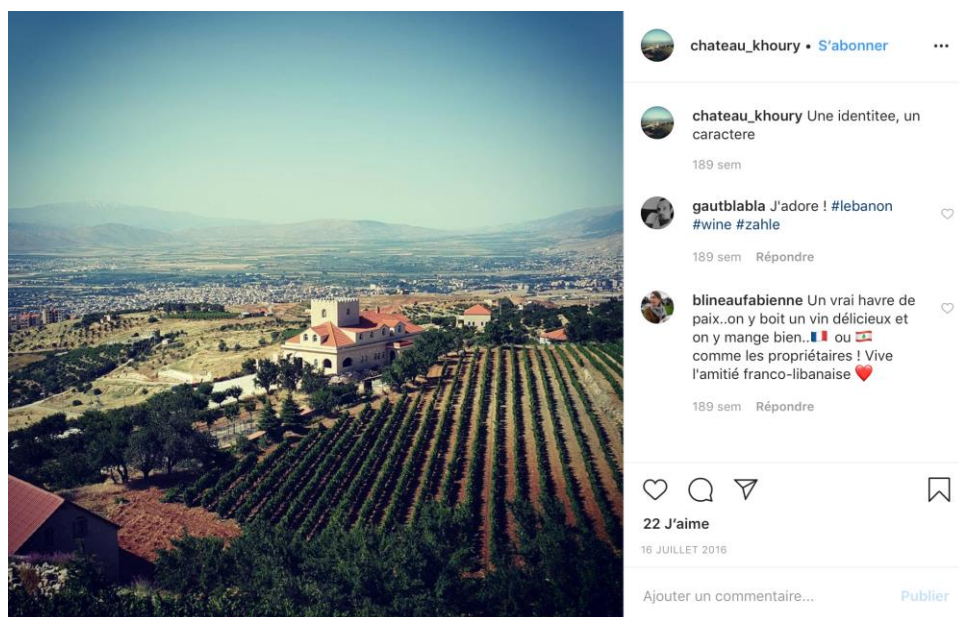 chateau_khoury • S'abonner
chateau_khoury Une identitee, un
caractere
189 sem
gautblabla J'adore ! #lebanon
#wine #zahle
189 sem Répondre
blineaufabienne Un vrai havre de
paix..on y boit un vin délicieux et
on y mange bien..🇫🇷 ou 🇱🇧
comme les propriétaires ! Vive
l'amitié franco-libanaise ❤️
189 sem Répondre
22 J'aime
16 JUILLET 2016
Ajouter un commentaire... Publier